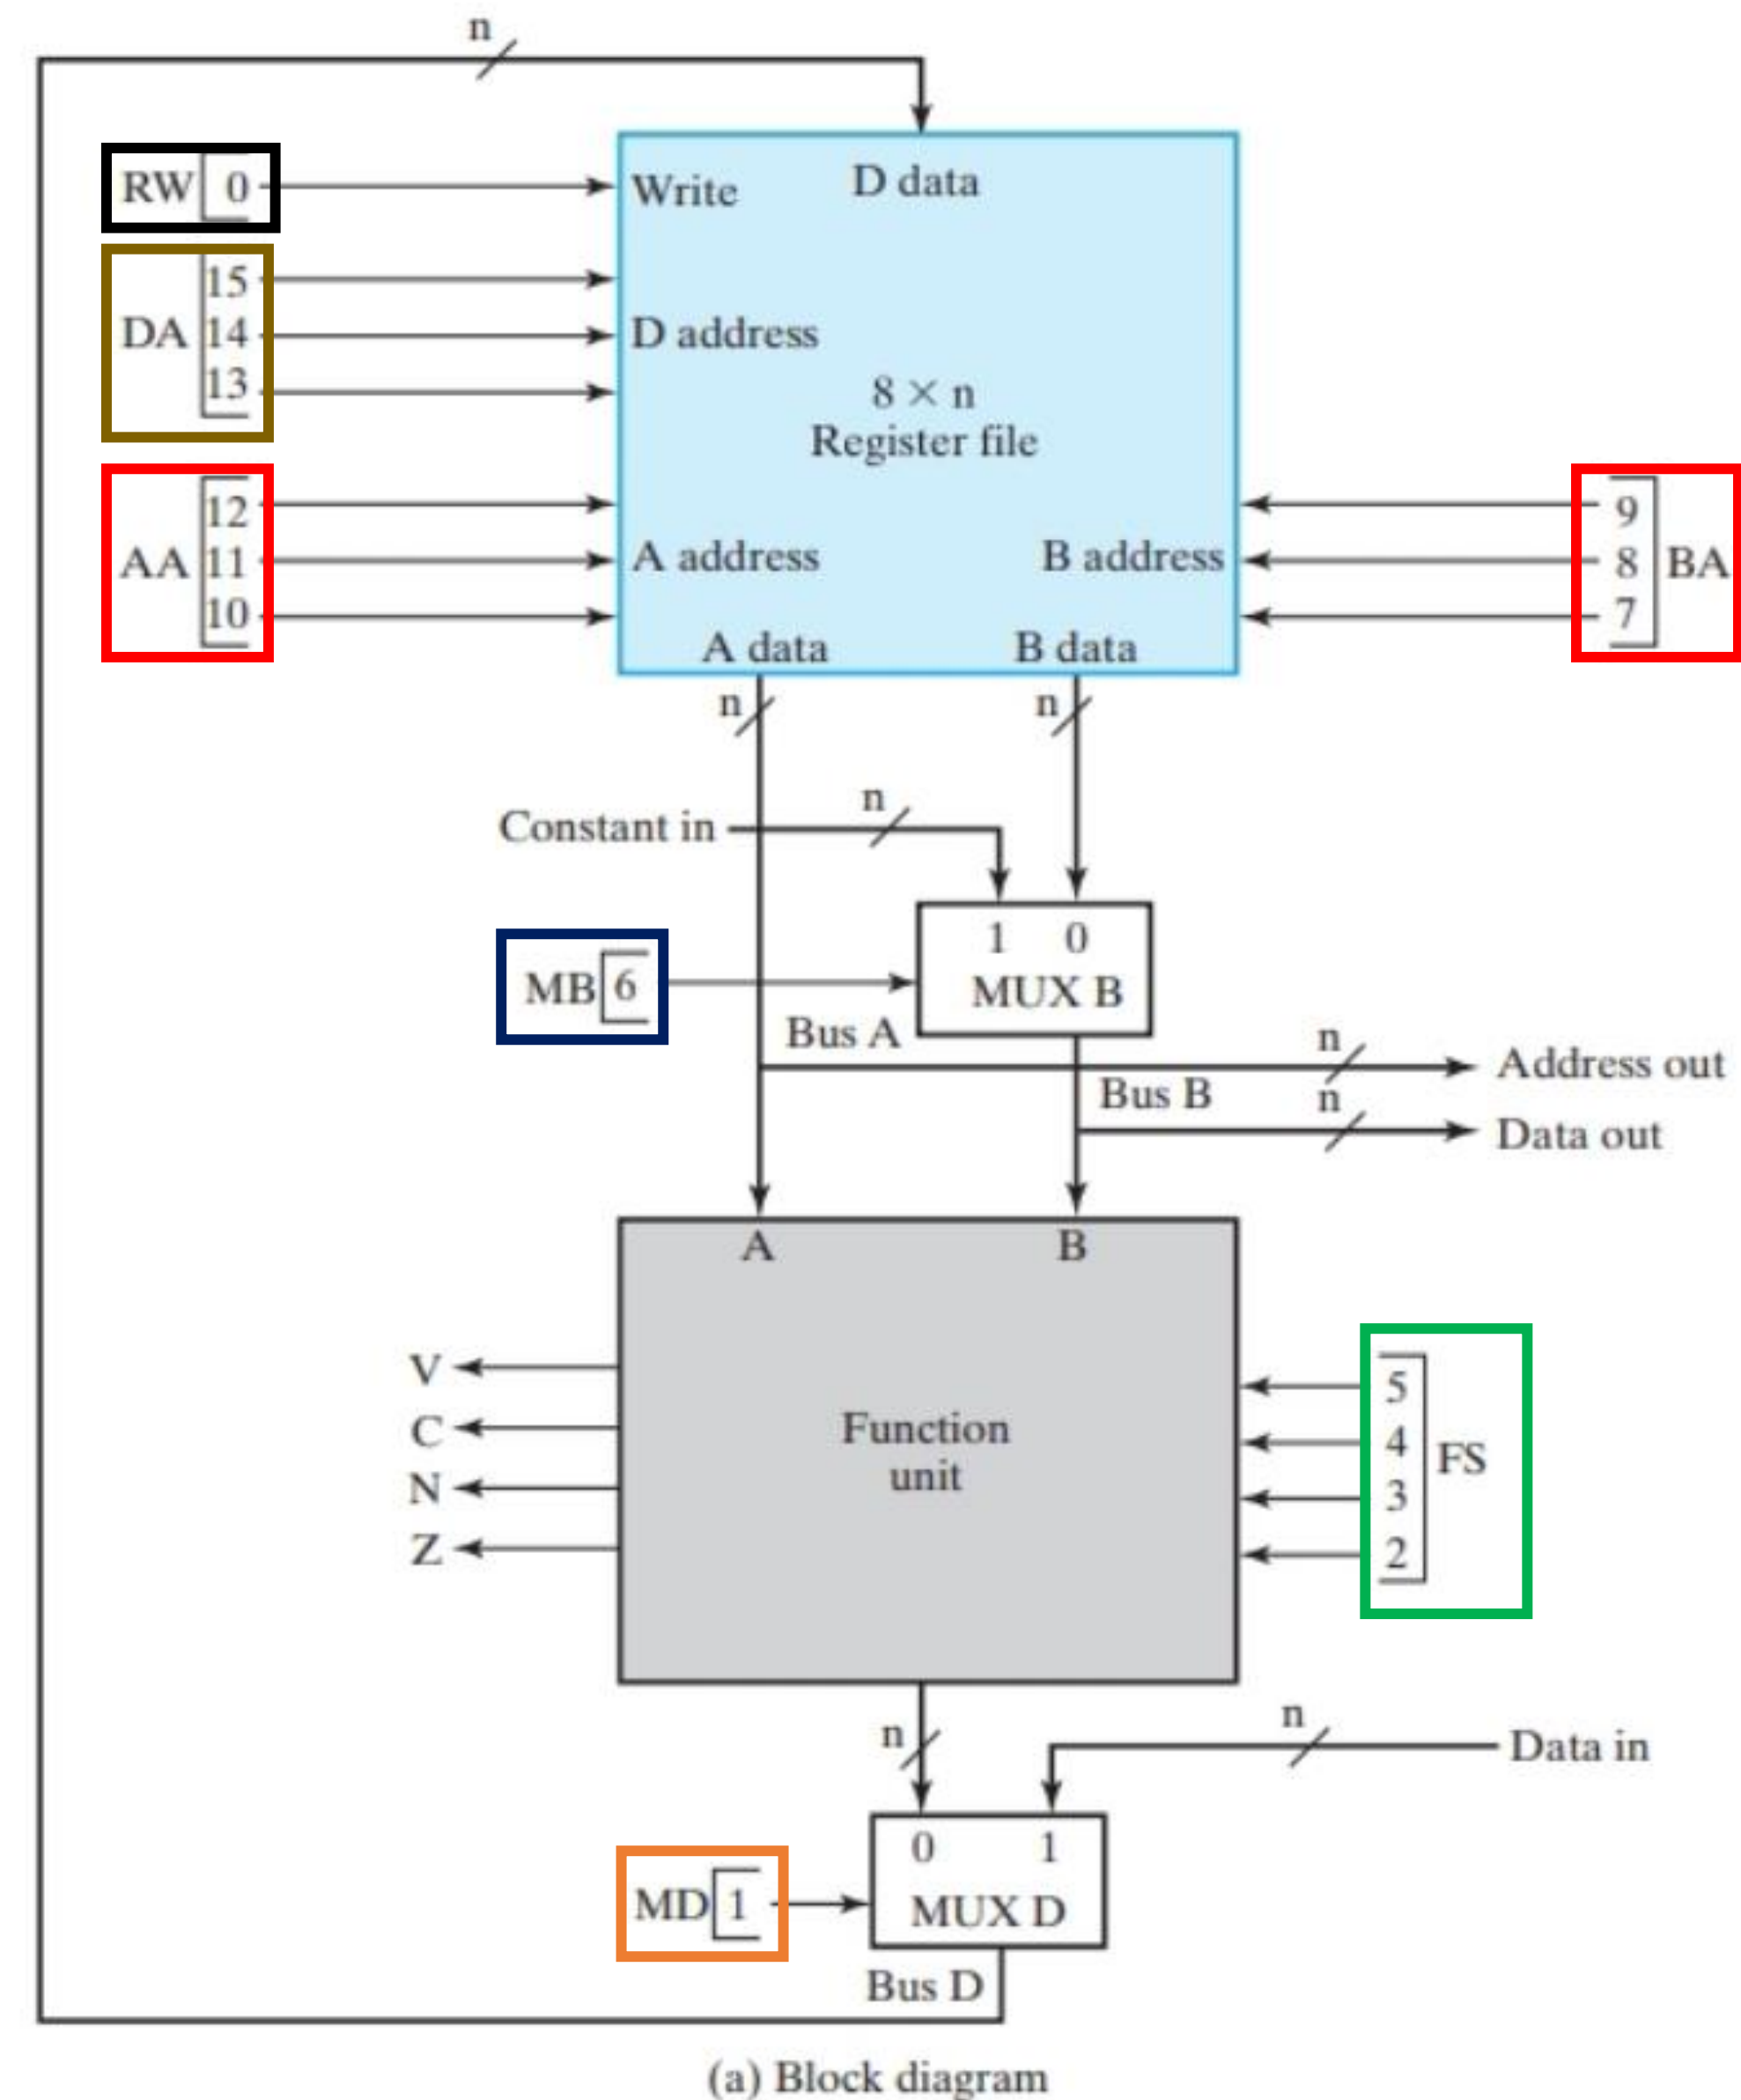 n
RW 0
Write
D data
15
DA 14
13
D address
8 × n
Register file
12
AA 11
10
A address
B address
9
8 BA
7
A data
B data
n
n
n
Constant in
1 0
MUX B
MB 6
Bus A
n
Address out
Bus B
n
Data out
A
B
V
C
N
Z
Function
unit
5
4
3
2
FS
n
n
Data in
0 1
MUX D
MD 1
Bus D
(a) Block diagram